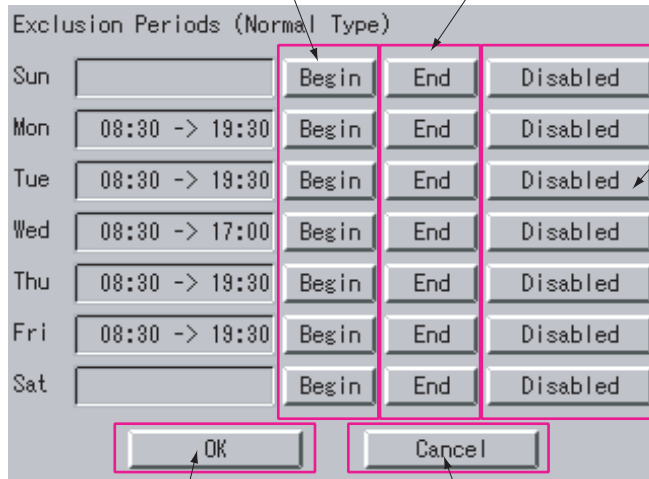 Exclusion Periods (Normal Type)
Sun Begin End Disabled
Mon 08:30 -> 19:30 Begin End Disabled
Tue 08:30 -> 19:30 Begin End Disabled
Wed 08:30 -> 17:00 Begin End Disabled
Thu 08:30 -> 19:30 Begin End Disabled
Fri 08:30 -> 19:30 Begin End Disabled
Sat Begin End Disabled
OK Cancel